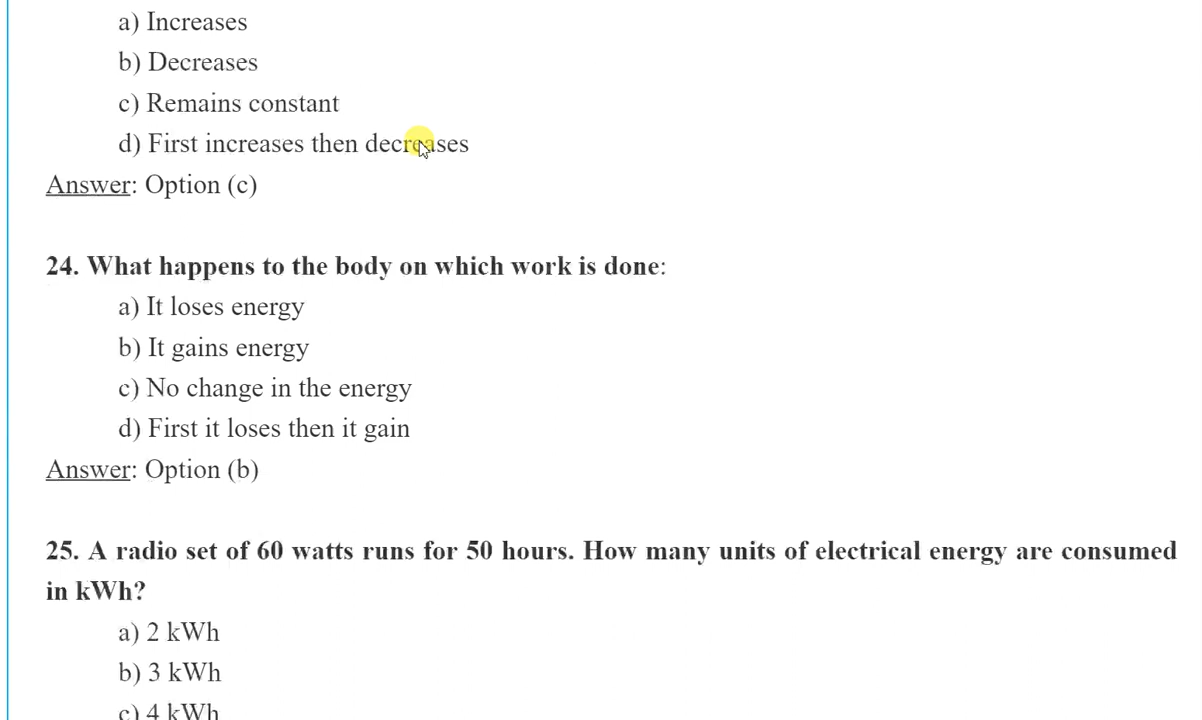 a) Increases
b) Decreases
c) Remains constant
d) First increases then decreases
Answer: Option (c)
24. What happens to the body on which work is done:
a) It loses energy
b) It gains energy
c) No change in the energy
d) First it loses then it gain
Answer: Option (b)
25. A radio set of 60 watts runs for 50 hours. How many units of electrical energy are consumed
in kWh?
a) 2 kWh
b) 3 kWh
c) 4 kWh